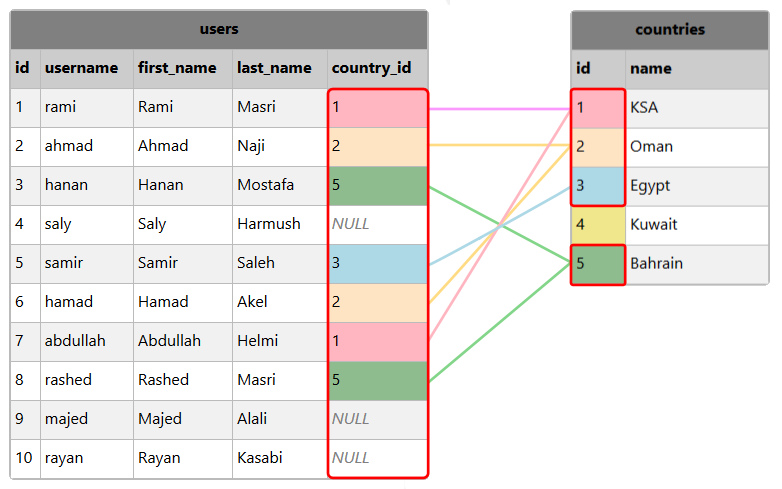 users
id username first_name last_name country_id
1 rami Rami Masri 1
2 ahmad Ahmad Naji 2
3 hanan Hanan Mostafa 5
4 saly Saly Harmush NULL
5 samir Samir Saleh 3
6 hamad Hamad Akel 2
7 abdullah Abdullah Helmi 1
8 rashed Rashed Masri 5
9 majed Majed Alali NULL
10 rayan Rayan Kasabi NULL
countries
id name
1 KSA
2 Oman
3 Egypt
4 Kuwait
5 Bahrain